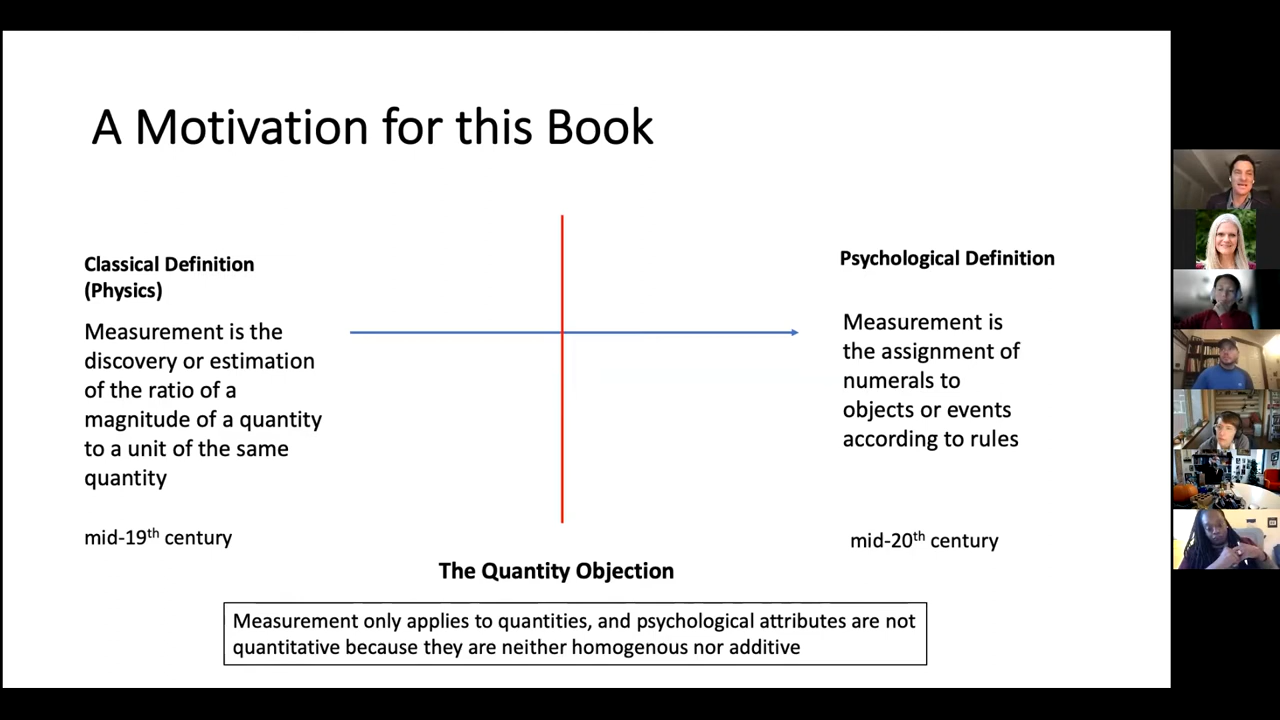 A Motivation for this Book
Classical Definition
(Physics)
Measurement is the
discovery or estimation
of the ratio of a
magnitude of a quantity
to a unit of the same
quantity
mid-19th century
Psychological Definition
Measurement is
the assignment of
numerals to
objects or events
according to rules
mid-20th century
The Quantity Objection
Measurement only applies to quantities, and psychological attributes are not
quantitative because they are neither homogenous nor additive